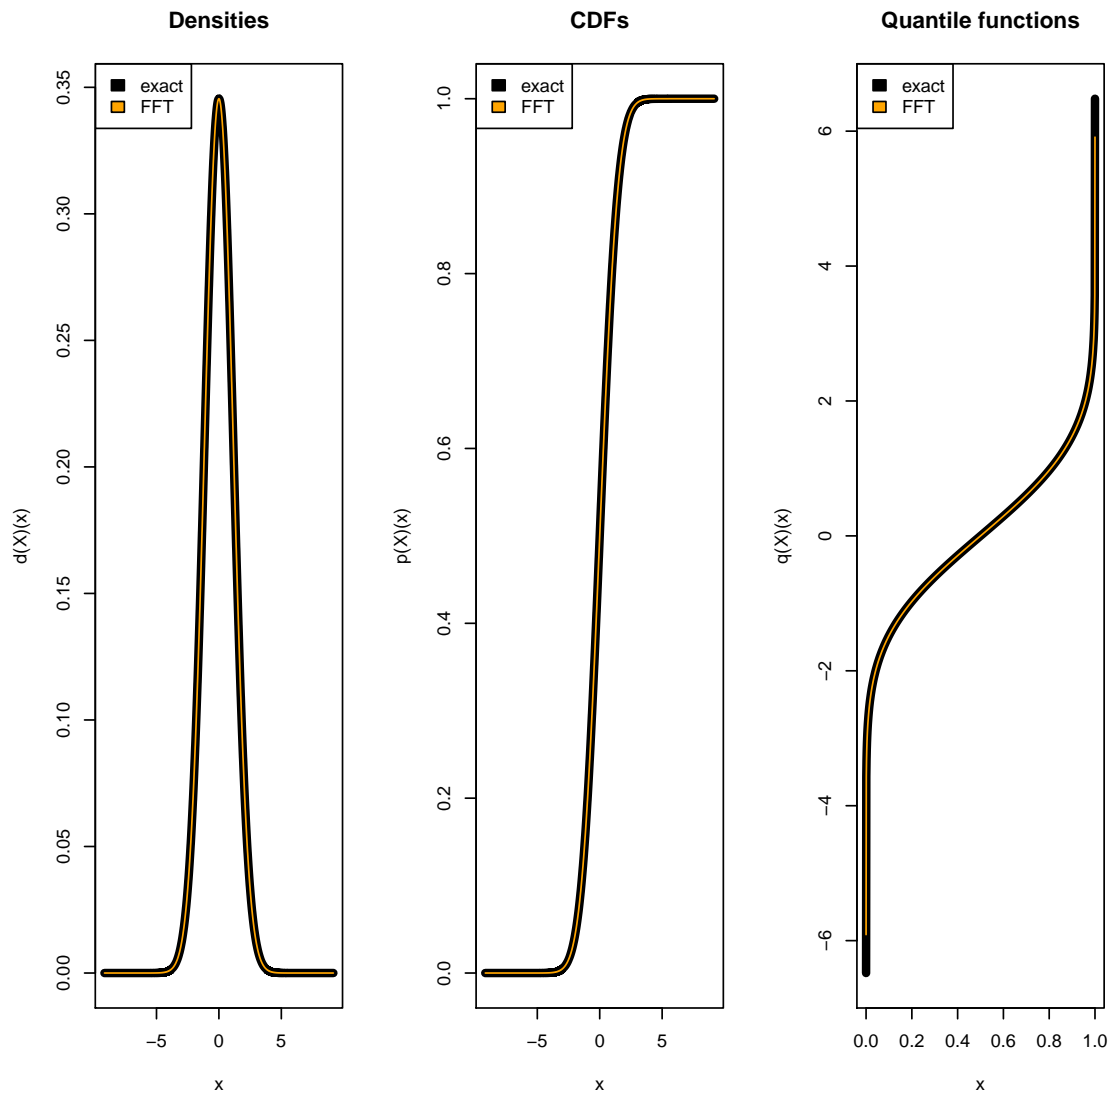 Densities
exact
FFT
0.35
0.30
0.25
0.20
0.15
0.10
0.05
0.00
d(X)(x)
−5 0 5
x
CDFs
exact
FFT
1.0
0.8
0.6
0.4
0.2
0.0
p(X)(x)
−5 0 5
x
Quantile functions
exact
FFT
6
4
2
0
−2
−4
−6
q(X)(x)
0.0 0.2 0.4 0.6 0.8 1.0
x